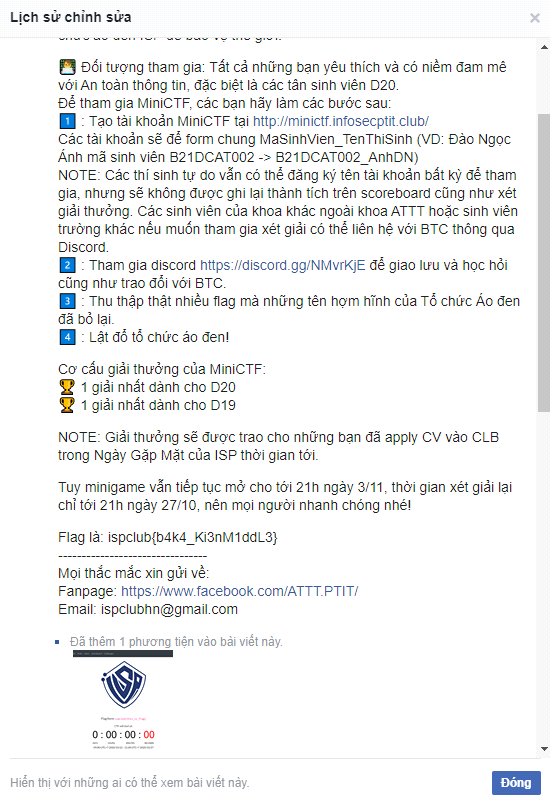 Lịch sử chỉnh sửa
Đối tượng tham gia: Tất cả những bạn yêu thích và có niềm đam mê
với An toàn thông tin, đặc biệt là các tân sinh viên D20.
Để tham gia MiniCTF, các bạn hãy làm các bước sau:
1 : Tạo tài khoản MiniCTF tại http://minictf.infosecptit.club/
Các tài khoản sẽ để form chung MaSinhVien_TenThiSinh (VD: Đào Ngọc
Ánh mã sinh viên B21DCAT002 -> B21DCAT002_AnhDN)
NOTE: Các thí sinh tự do vẫn có thể đăng ký tên tài khoản bất kỳ để tham
gia, nhưng sẽ không được ghi lại thành tích trên scoreboard cũng như xét
giải thưởng. Các sinh viên của khoa khác ngoài khoa ATTT hoặc sinh viên
trường khác nếu muốn tham gia xét giải có thể liên hệ với BTC thông qua
Discord.
2 : Tham gia discord https://discord.gg/NMvrKjE để giao lưu và học hỏi
cũng như trao đổi với BTC.
3 : Thu thập thật nhiều flag mà những tên hợm hĩnh của Tổ chức Áo đen
đã bỏ lại.
4 : Lật đổ tổ chức áo đen!
Cơ cấu giải thưởng của MiniCTF:
1 giải nhất dành cho D20
1 giải nhất dành cho D19
NOTE: Giải thưởng sẽ được trao cho những bạn đã apply CV vào CLB
trong Ngày Gặp Mặt của ISP thời gian tới.
Tuy minigame vẫn tiếp tục mở cho tới 21h ngày 3/11, thời gian xét giải lại
chỉ tới 21h ngày 27/10, nên mọi người nhanh chóng nhé!
Flag là: ispclub{b4k4_Ki3nM1ddL3}
--------------------------------
Mọi thắc mắc xin gửi về:
Fanpage: https://www.facebook.com/ATTT.PTIT/
Email: ispclubhn@gmail.com
Đã thêm 1 phương tiện vào bài viết này.
0 : 00 : 00 : 00
Hiển thị với những ai có thể xem bài viết này.
Đóng